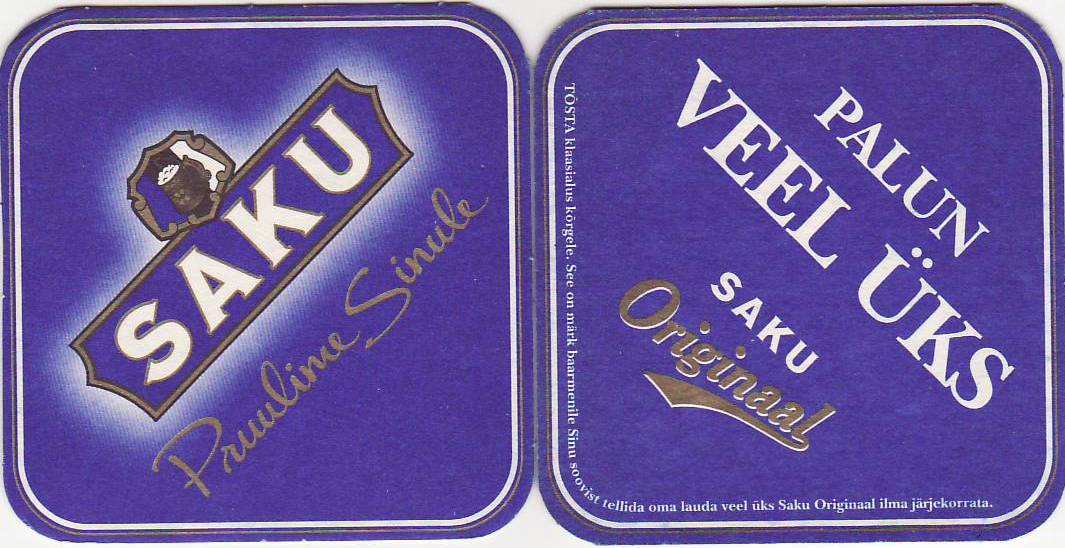 SAKU
Pruulime Sinule
PALUN
VEEL ÜKS
SAKU
Originaal
TÕSTA klaasialus kõrgele. See on märk baarmenile Sinu soovist tellida oma lauda veel üks Saku Originaal ilma järjekorrata.